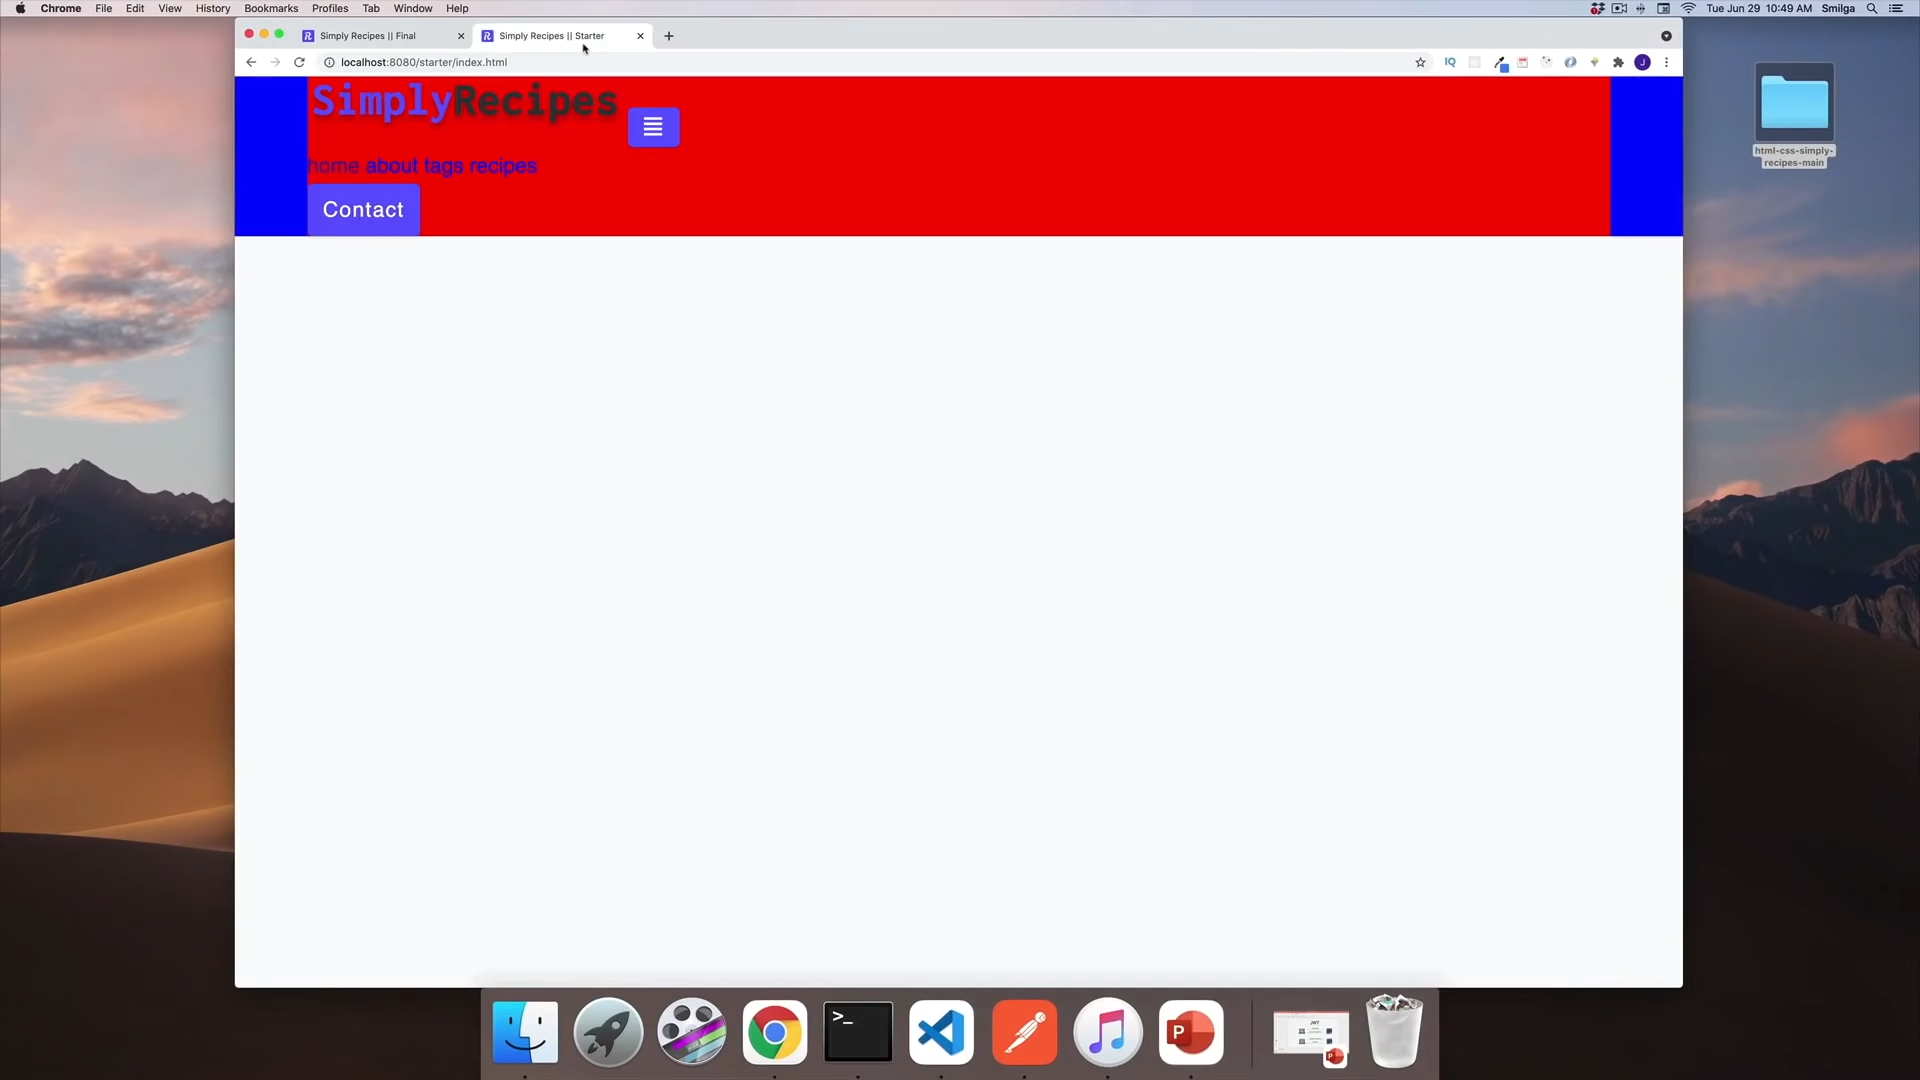 Chrome File Edit View History Bookmarks Profiles Tab Window Help
Tue Jun 29 10:49 AM Smilga
Simply Recipes || Final
Simply Recipes || Starter
localhost:8080/starter/index.html
IQ
J
SimplyRecipes
home about tags recipes
Contact
html-css-simply-
recipes-main
>_
P
JWT
P